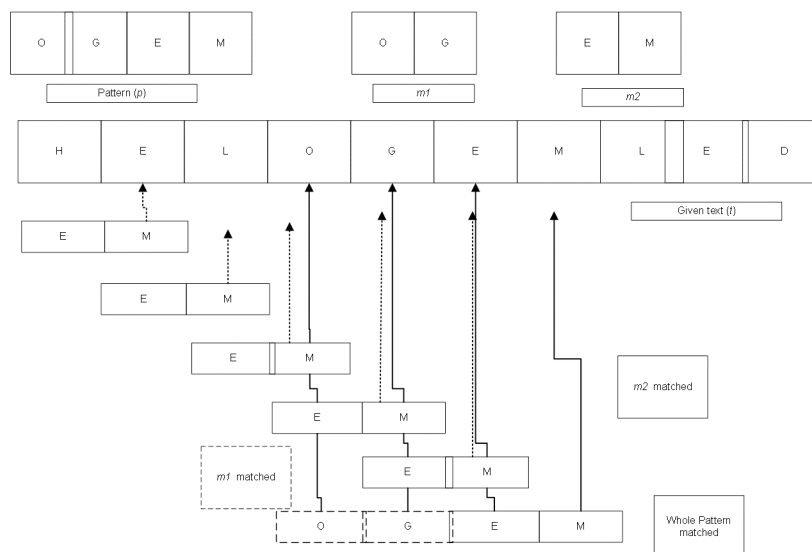 O G E M
O G
E M
Pattern (p)
m1
m2
H E L O G E M L E D
Given text (t)
E M
E M
E M
m2 matched
E M
m1 matched
E M
O G E M
Whole Pattern
matched